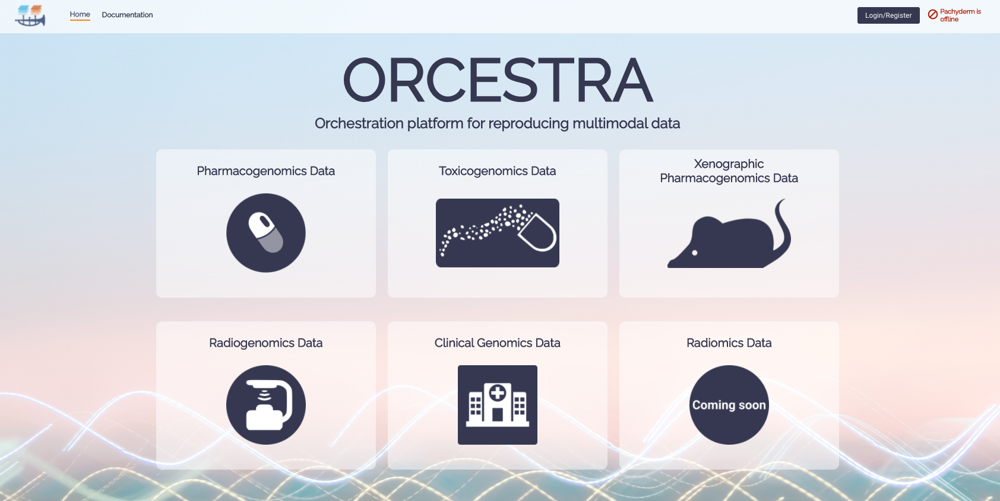 Home
Documentation
Login/Register
Pachyderm is
offline
ORCESTRA
Orchestration platform for reproducing multimodal data
Pharmacogenomics Data
Toxicogenomics Data
Xenographic
Pharmacogenomics Data
Radiogenomics Data
Clinical Genomics Data
Radiomics Data
Coming soon